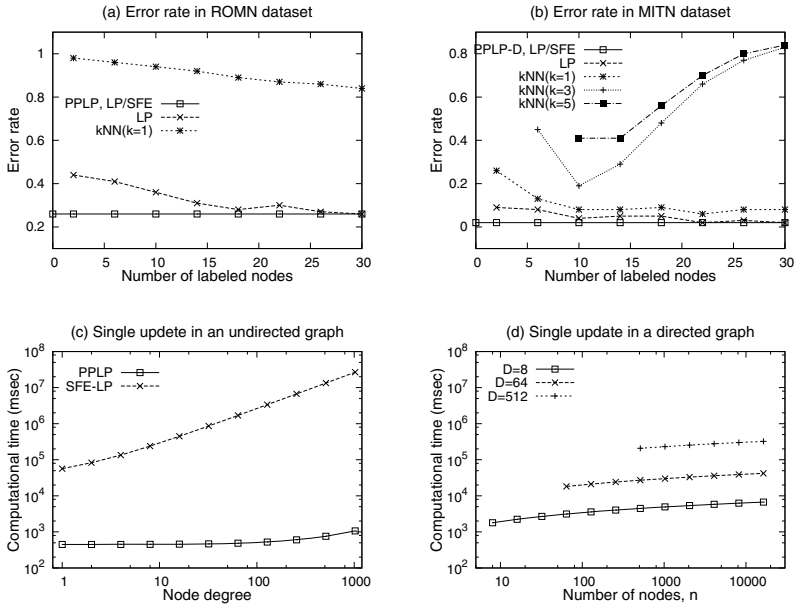 (a) Error rate in ROMN dataset
1
0.8
0.6
0.4
0.2
Error rate
PPLP, LP/SFE
LP
kNN(k=1)
0 5 10 15 20 25 30
Number of labeled nodes
(b) Error rate in MITN dataset
0.8
0.6
0.4
0.2
0
Error rate
PPLP-D, LP/SFE
LP
kNN(k=1)
kNN(k=3)
kNN(k=5)
0 5 10 15 20 25 30
Number of labeled nodes
(c) Single updete in an undirected graph
10^8
10^7
10^6
10^5
10^4
10^3
10^2
Computational time (msec)
PPLP
SFE-LP
1 10 100 1000
Node degree
(d) Single update in a directed graph
10^8
10^7
10^6
10^5
10^4
10^3
10^2
Computational time (msec)
D=8
D=64
D=512
10 100 1000 10000
Number of nodes, n